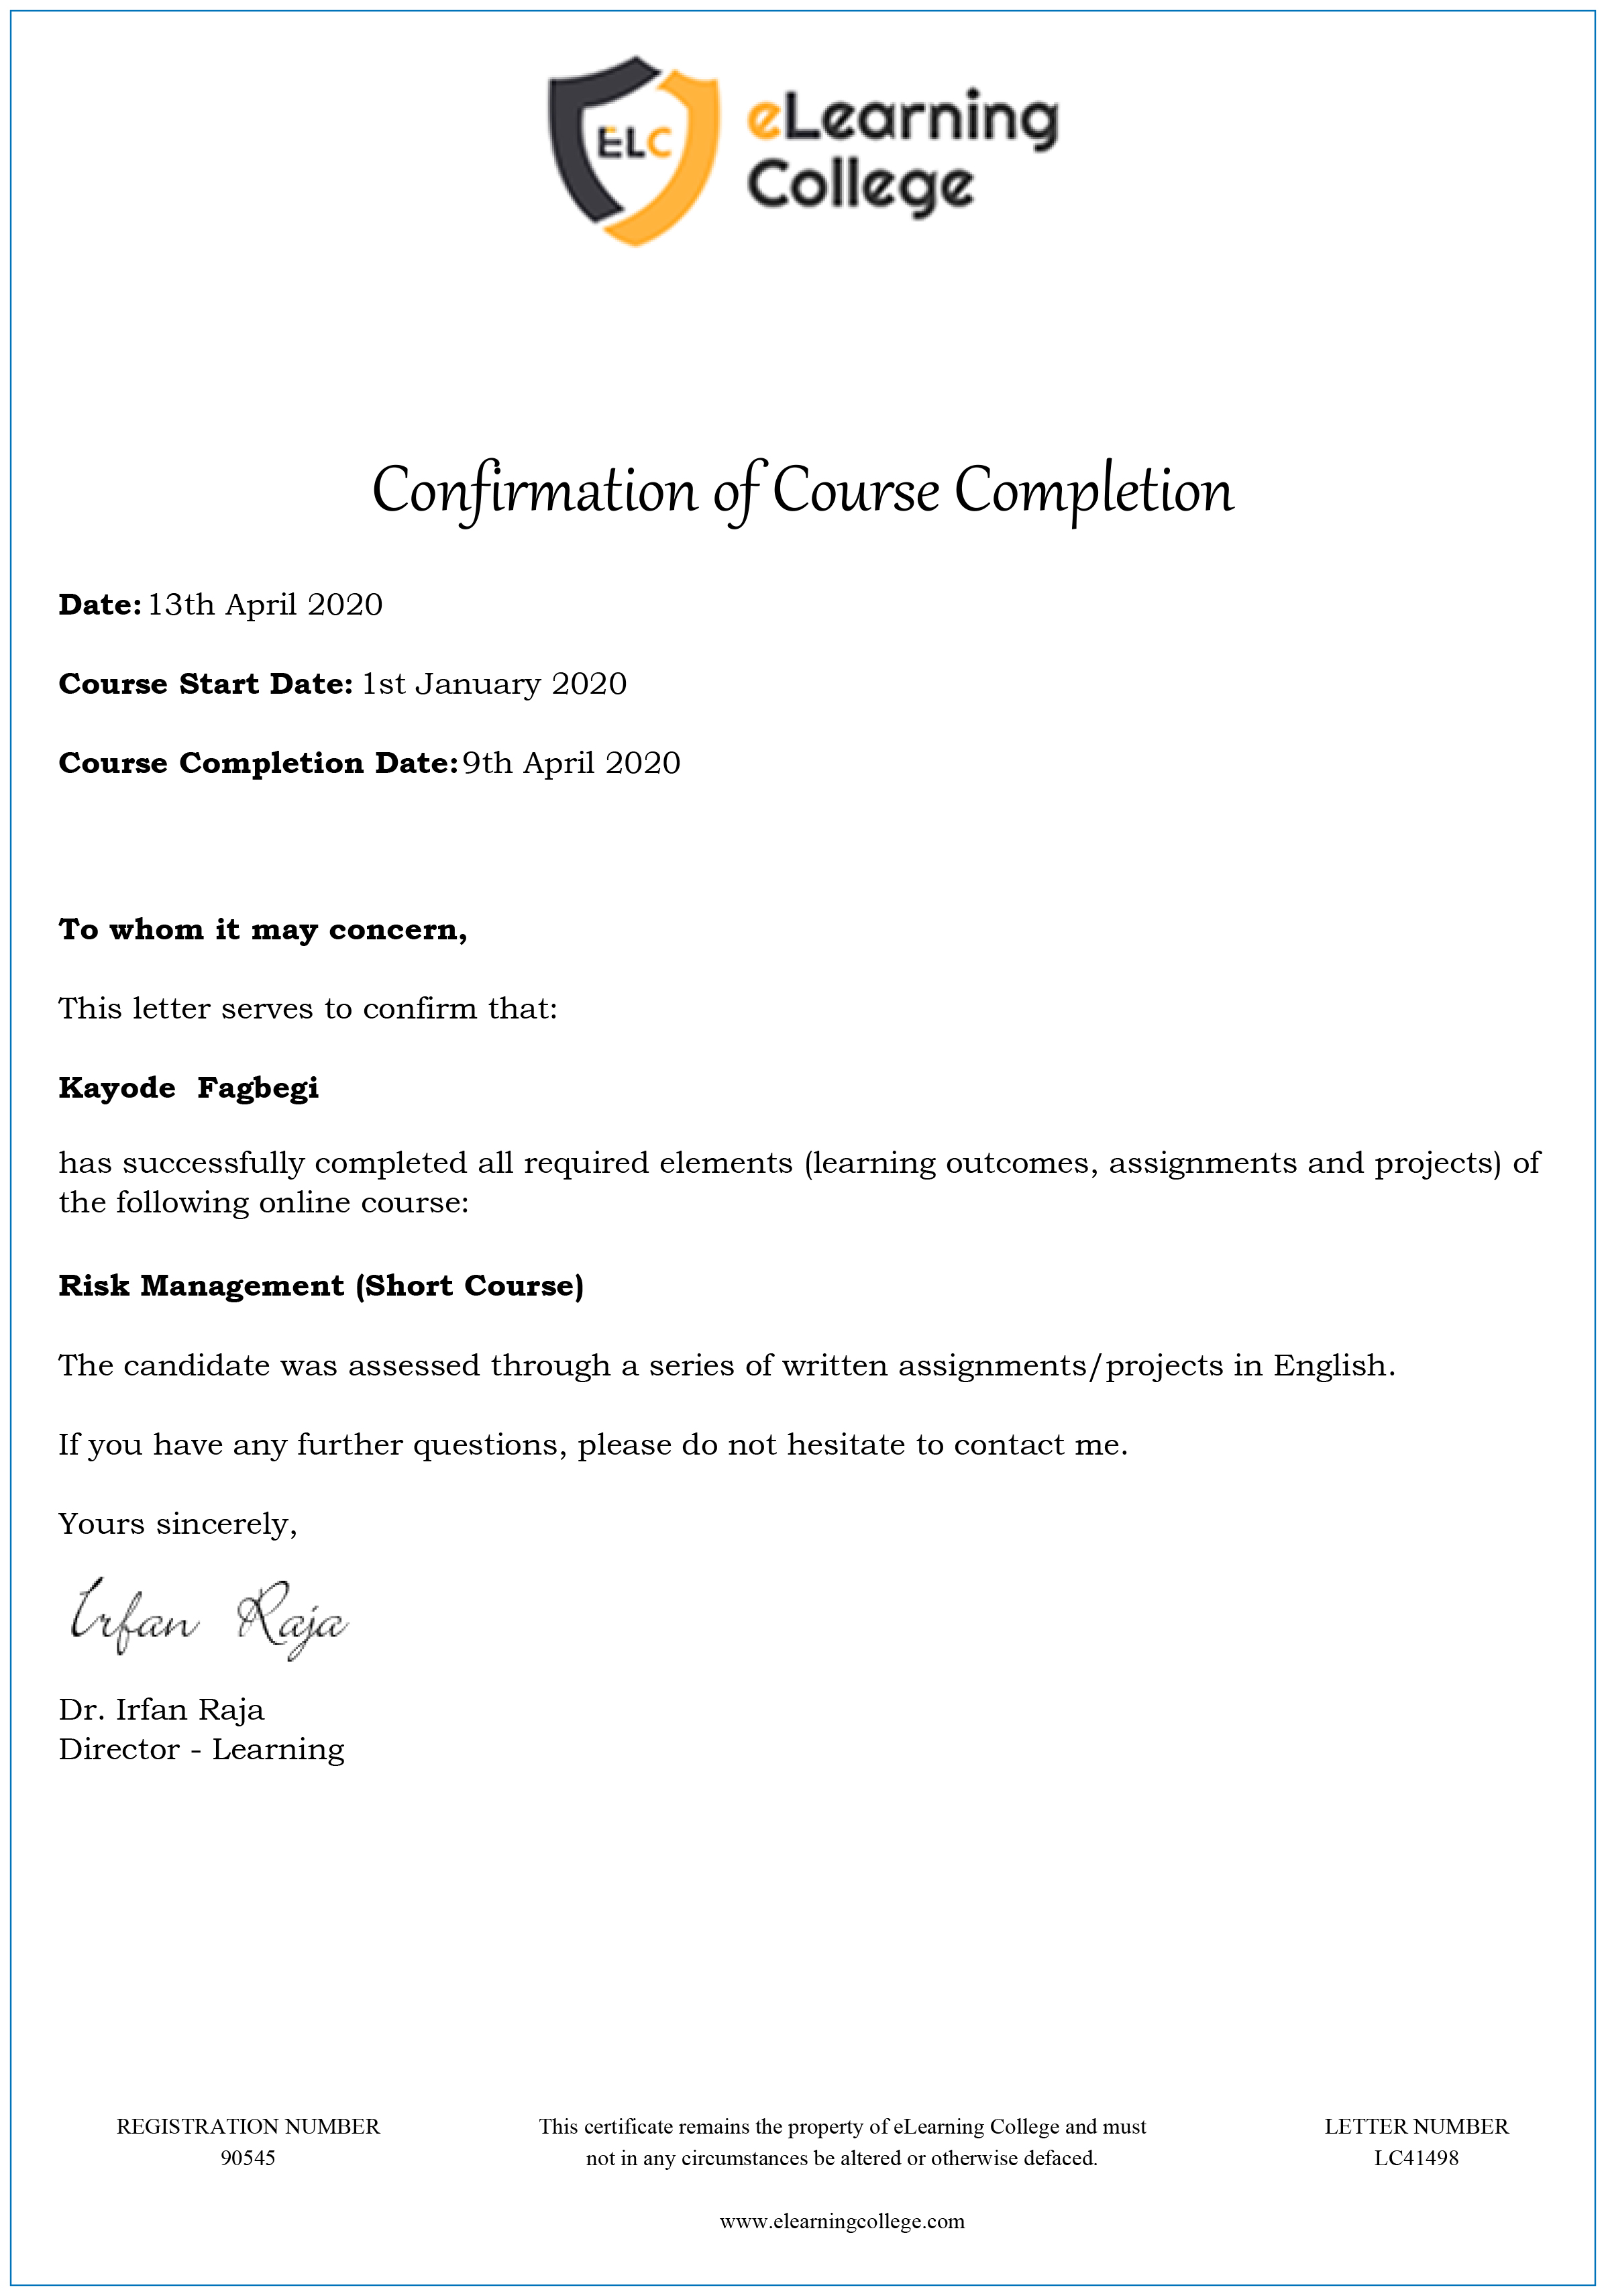 ELC
eLearning
College
Confirmation of Course Completion
Date: 13th April 2020
Course Start Date: 1st January 2020
Course Completion Date: 9th April 2020
To whom it may concern,
This letter serves to confirm that:
Kayode  Fagbegi
has successfully completed all required elements (learning outcomes, assignments and projects) of
the following online course:
Risk Management (Short Course)
The candidate was assessed through a series of written assignments/projects in English.
If you have any further questions, please do not hesitate to contact me.
Yours sincerely,
Irfan Raja
Dr. Irfan Raja
Director - Learning
REGISTRATION NUMBER
90545
This certificate remains the property of eLearning College and must
not in any circumstances be altered or otherwise defaced.
LETTER NUMBER
LC41498
www.elearningcollege.com